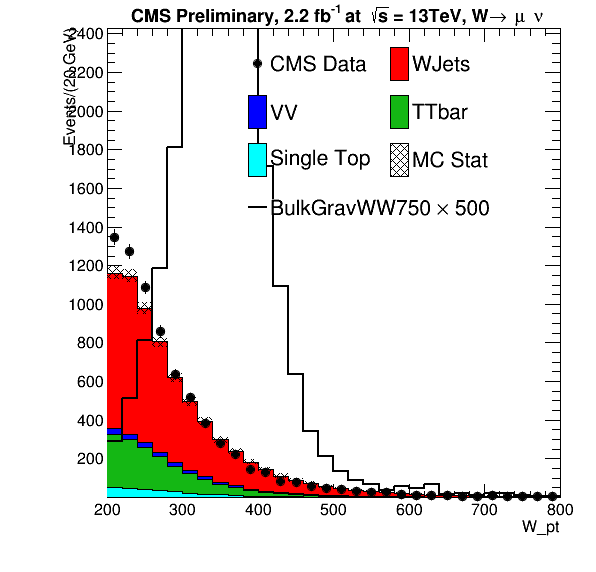 CMS Preliminary, 2.2 fb⁻¹ at √s = 13TeV, W→ μ ν
Events/(20 GeV)
2400
2200
2000
1800
1600
1400
1200
1000
800
600
400
200
CMS Data
WJets
VV
TTbar
Single Top
MC Stat
BulkGravWW750 × 500
200 300 400 500 600 700 800
W_pt